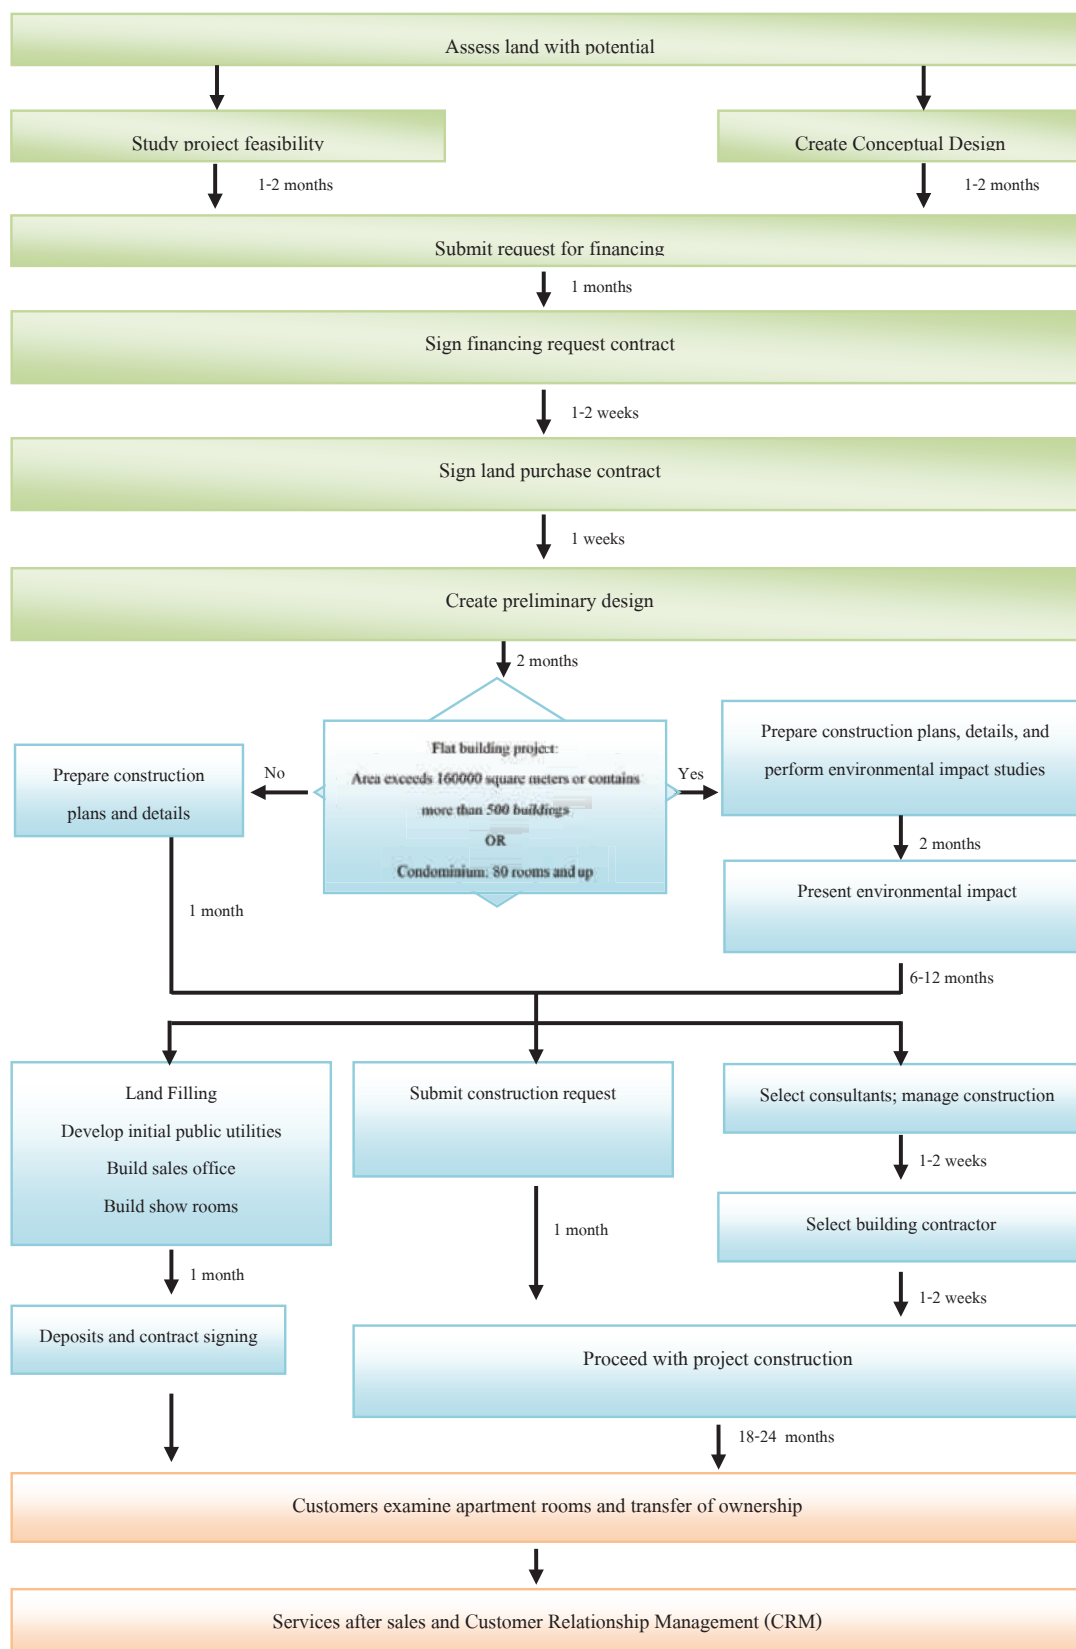 Assess land with potential
Study project feasibility
Create Conceptual Design
1-2 months
1-2 months
Submit request for financing
1 months
Sign financing request contract
1-2 weeks
Sign land purchase contract
1 weeks
Create preliminary design
2 months
Flat building project:
Area exceeds 160000 square meters or contains
more than 500 buildings
OR
Condominium: 80 rooms and up
No
Yes
Prepare construction
plans and details
Prepare construction plans, details, and
perform environmental impact studies
2 months
Present environmental impact
1 month
6-12 months
Land Filling
Develop initial public utilities
Build sales office
Build show rooms
Submit construction request
Select consultants; manage construction
1-2 weeks
Select building contractor
1 month
1 month
1-2 weeks
Deposits and contract signing
Proceed with project construction
18-24 months
Customers examine apartment rooms and transfer of ownership
Services after sales and Customer Relationship Management (CRM)